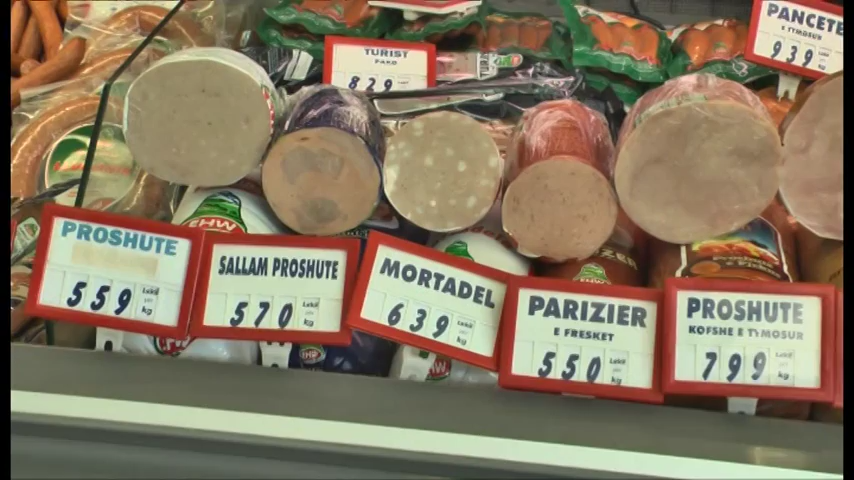 TURIST
PAKO
829
PANCETE
E TYMOSUR
939
EHW
PROSHUTE
559 Lekë
kg
SALLAM PROSHUTE
570 Lekë
kg
MORTADEL
639 Lekë
kg
PARIZIER
E FRESKET
550 Lekë
kg
PROSHUTE
KOFSHE E TYMOSUR
799 Lekë
kg